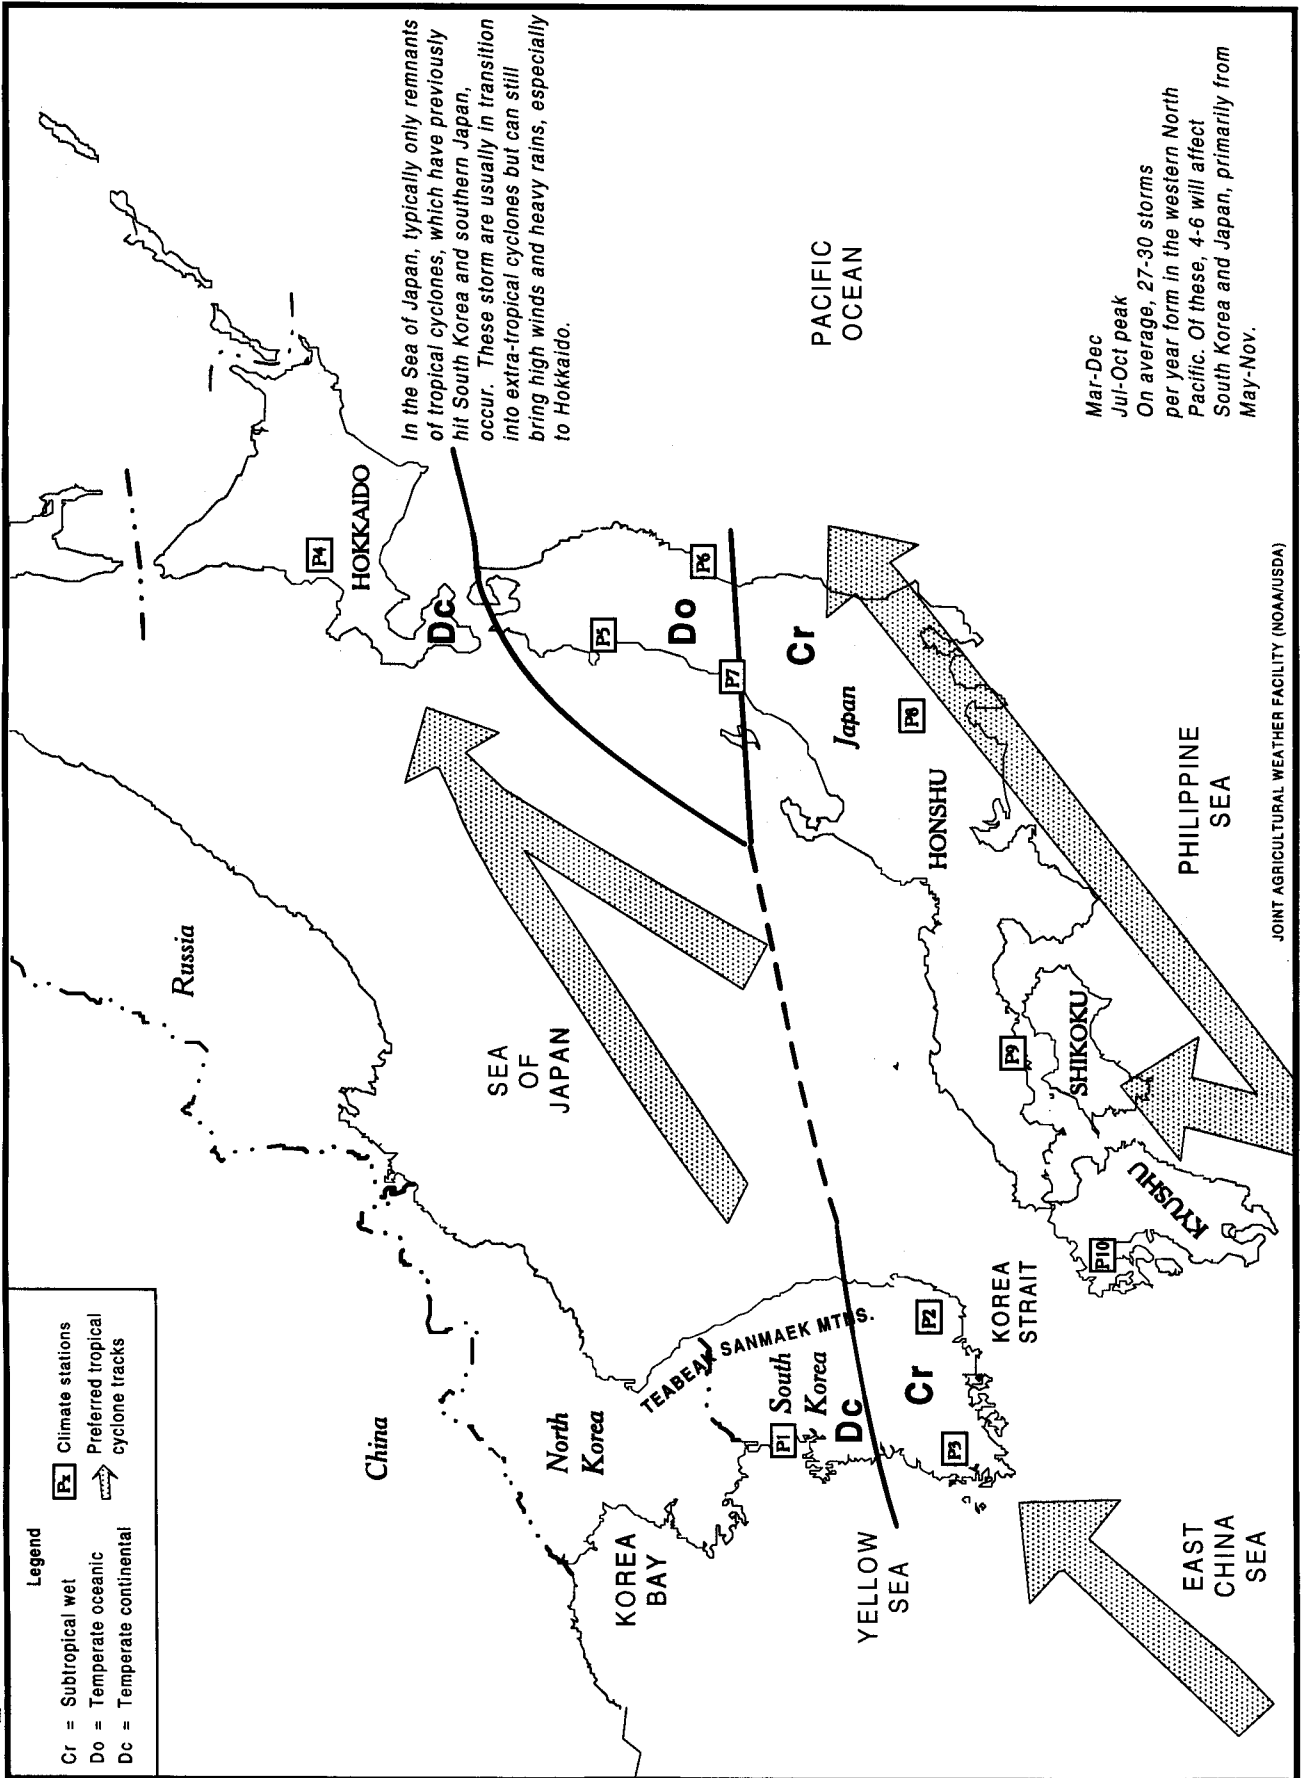 Legend
Cr = Subtropical wet
Do = Temperate oceanic
Dc = Temperate continental
Px Climate stations
Preferred tropical
cyclone tracks
In the Sea of Japan, typically only remnants
of tropical cyclones, which have previously
hit South Korea and southern Japan,
occur. These storm are usually in transition
into extra-tropical cyclones but can still
bring high winds and heavy rains, especially
to Hokkaido.
Russia
China
North
Korea
KOREA
BAY
SEA
OF
JAPAN
P4
HOKKAIDO
Dc
P5
Do
P6
P7
Cr
Japan
P8
HONSHU
PACIFIC
OCEAN
TEABEAK SANMAEK MTNS.
P1
South
Korea
Dc
Cr
P2
P3
YELLOW
SEA
KOREA
STRAIT
P9
SHIKOKU
P10
KYUSHU
EAST
CHINA
SEA
PHILIPPINE
SEA
Mar-Dec
Jul-Oct peak
On average, 27-30 storms
per year form in the western North
Pacific. Of these, 4-6 will affect
South Korea and Japan, primarily from
May-Nov.
JOINT AGRICULTURAL WEATHER FACILITY (NOAA/USDA)